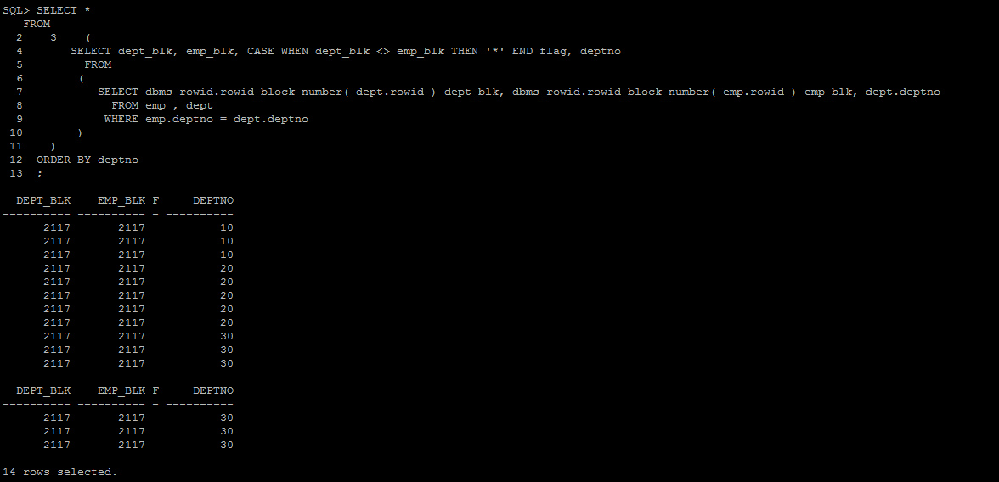 SQL> SELECT *
   FROM
  2    3    (
  4       SELECT dept_blk, emp_blk, CASE WHEN dept_blk <> emp_blk THEN '*' END flag, deptno
  5         FROM
  6        (
  7           SELECT dbms_rowid.rowid_block_number( dept.rowid ) dept_blk, dbms_rowid.rowid_block_number( emp.rowid ) emp_blk, dept.deptno
  8             FROM emp , dept
  9            WHERE emp.deptno = dept.deptno
 10        )
 11    )
 12  ORDER BY deptno
 13  ;
  DEPT_BLK    EMP_BLK F     DEPTNO
---------- ---------- - ----------
      2117       2117           10
      2117       2117           10
      2117       2117           10
      2117       2117           20
      2117       2117           20
      2117       2117           20
      2117       2117           20
      2117       2117           20
      2117       2117           30
      2117       2117           30
      2117       2117           30
  DEPT_BLK    EMP_BLK F     DEPTNO
---------- ---------- - ----------
      2117       2117           30
      2117       2117           30
      2117       2117           30
14 rows selected.